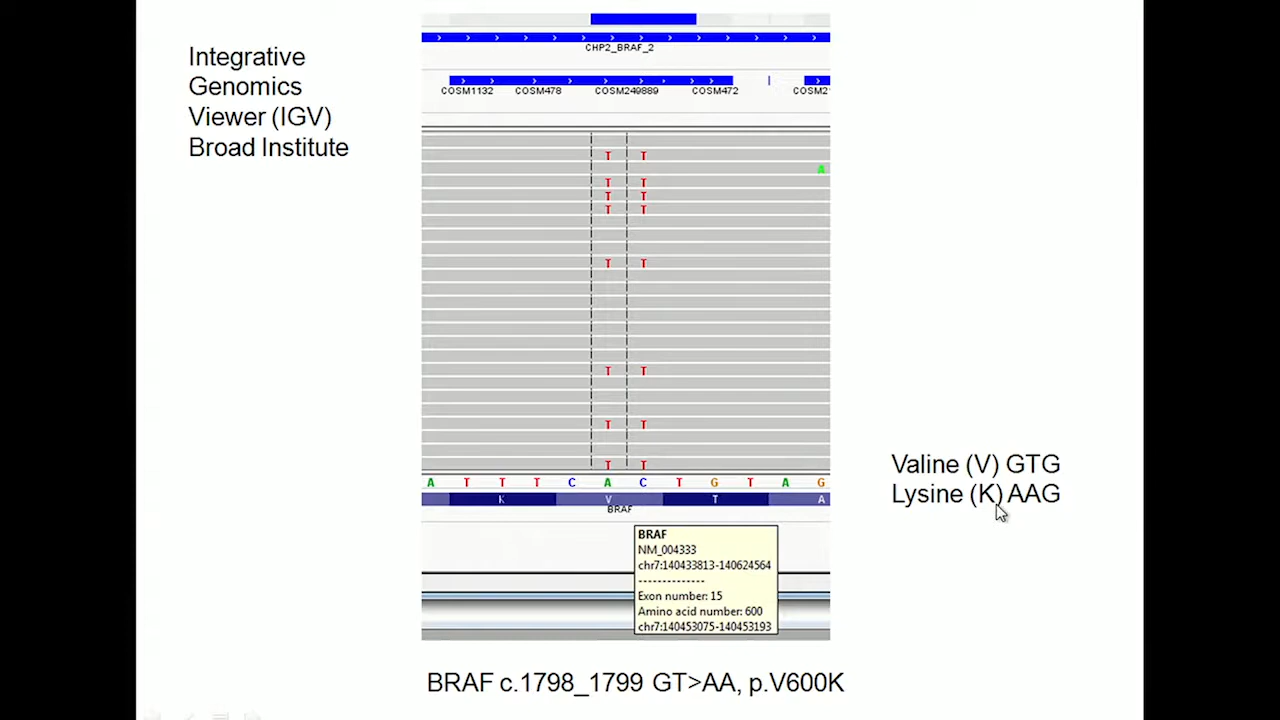 Integrative
Genomics
Viewer (IGV)
Broad Institute
CHP2_BRAF_2
COSM1132 COSM478 COSM249889 COSM472 COSM21
T T
A
T T
T T
T T
T T
T T
T T
T T
A T T T C A C T G T A G
K V T A
BRAF
BRAF
NM_004333
chr7:140433813-140624564
--------------
Exon number: 15
Amino acid number: 600
chr7:140453075-140453193
Valine (V) GTG
Lysine (K) AAG
BRAF c.1798_1799 GT>AA, p.V600K